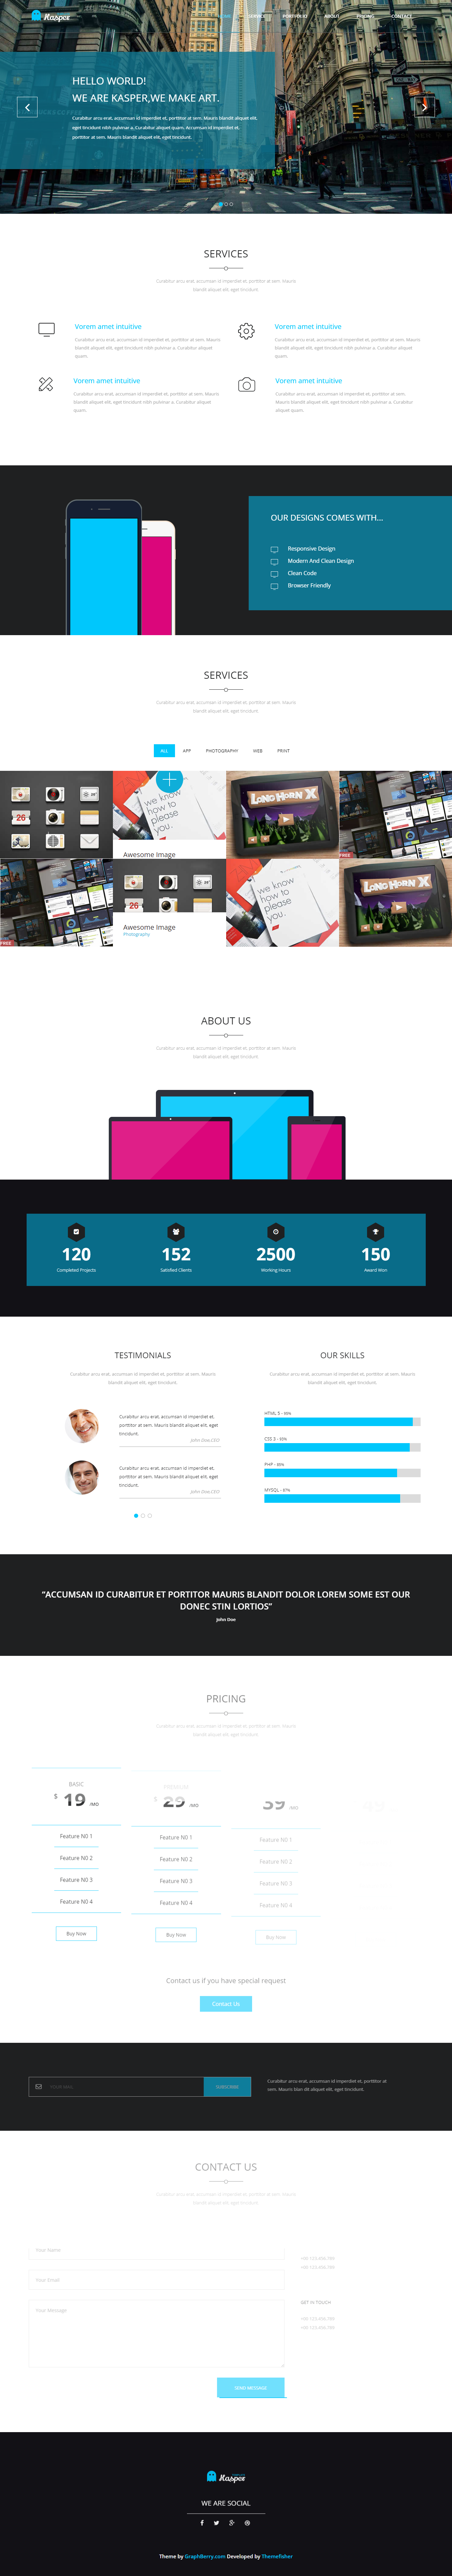 Kasper
HOME SERVICE PORTFOLIO ABOUT PRICING CONTACT
HELLO WORLD!
WE ARE KASPER,WE MAKE ART.
Curabitur arcu erat, accumsan id imperdiet et, porttitor at sem. Mauris blandit aliquet elit,
eget tincidunt nibh pulvinar a. Curabitur aliquet quam. Accumsan id imperdiet et,
porttitor at sem. Mauris blandit aliquet elit, eget tincidunt.
SERVICES
Curabitur arcu erat, accumsan id imperdiet et, porttitor at sem. Mauris
blandit aliquet elit, eget tincidunt
Vorem amet intuitive
Curabitur arcu erat, accumsan id imperdiet et, porttitor at sem. Mauris
blandit aliquet elit, eget tincidunt nibh pulvinar a. Curabitur aliquet
quam.
Vorem amet intuitive
Curabitur arcu erat, accumsan id imperdiet et, porttitor at sem.
Mauris blandit aliquet elit, eget tincidunt nibh pulvinar a. Curabitur
aliquet quam.
Vorem amet intuitive
Curabitur arcu erat, accumsan id imperdiet et, porttitor at sem. Mauris
blandit aliquet elit, eget tincidunt nibh pulvinar a. Curabitur aliquet
quam.
Vorem amet intuitive
Curabitur arcu erat, accumsan id imperdiet et, porttitor at sem.
Mauris blandit aliquet elit, eget tincidunt nibh pulvinar a. Curabitur
aliquet quam.
OUR DESIGNS COMES WITH...
Responsive Design
Modern And Clean Design
Clean Code
Browser Friendly
SERVICES
Curabitur arcu erat, accumsan id imperdiet et, porttitor at sem. Mauris
blandit aliquet elit, eget tincidunt
ALL APP PHOTOGRAPHY WEB PRINT
26
we know
how to
please
you.
Awesome Image
LONG HORN X
FREE
FREE
26
Awesome Image
Photography
we know
how to
please
you.
LONG HORN X
ABOUT US
Curabitur arcu erat, accumsan id imperdiet et, porttitor at sem. Mauris
blandit aliquet elit, eget tincidunt
120
Completed Projects
152
Satisfied Clients
2500
Working Hours
150
Award Won
TESTIMONIALS
Curabitur arcu erat, accumsan id imperdiet et, porttitor at sem. Mauris
blandit aliquet elit, eget tincidunt
Curabitur arcu erat, accumsan id imperdiet et,
porttitor at sem. Mauris blandit aliquet elit, eget
tincidunt.
John Doe,CEO
Curabitur arcu erat, accumsan id imperdiet et,
porttitor at sem. Mauris blandit aliquet elit, eget
tincidunt.
John Doe,CEO
OUR SKILLS
Curabitur arcu erat, accumsan id imperdiet et, porttitor at sem. Mauris
blandit aliquet elit, eget tincidunt
HTML 5 - 95%
CSS 3 - 93%
PHP - 85%
MYSQL - 87%
“ACCUMSAN ID CURABITUR ET PORTITOR MAURIS BLANDIT DOLOR LOREM SOME EST OUR
DONEC STIN LORTIOS”
John Doe
PRICING
Curabitur arcu erat, accumsan id imperdiet et, porttitor at sem. Mauris
blandit aliquet elit, eget tincidunt
BASIC
$ 19 /MO
Feature N0 1
Feature N0 2
Feature N0 3
Feature N0 4
Buy Now
PREMIUM
$ 29 /MO
Feature N0 1
Feature N0 2
Feature N0 3
Feature N0 4
Buy Now
39 /MO
Feature N0 1
Feature N0 2
Feature N0 3
Feature N0 4
Buy Now
Contact us if you have special request
Contact Us
YOUR MAIL
SUBSCRIBE
Curabitur arcu erat, accumsan id imperdiet et, porttitor at
sem. Mauris blan dit aliquet elit, eget tincidunt.
CONTACT US
Curabitur arcu erat, accumsan id imperdiet et, porttitor at sem. Mauris
blandit aliquet elit, eget tincidunt
Your Name
Your Email
Your Message
SEND MESSAGE
+00 123.456.789
+00 123.456.789
GET IN TOUCH
+00 123.456.789
+00 123.456.789
Kasper
WE ARE SOCIAL
Theme by GraphBerry.com Developed by Themefisher